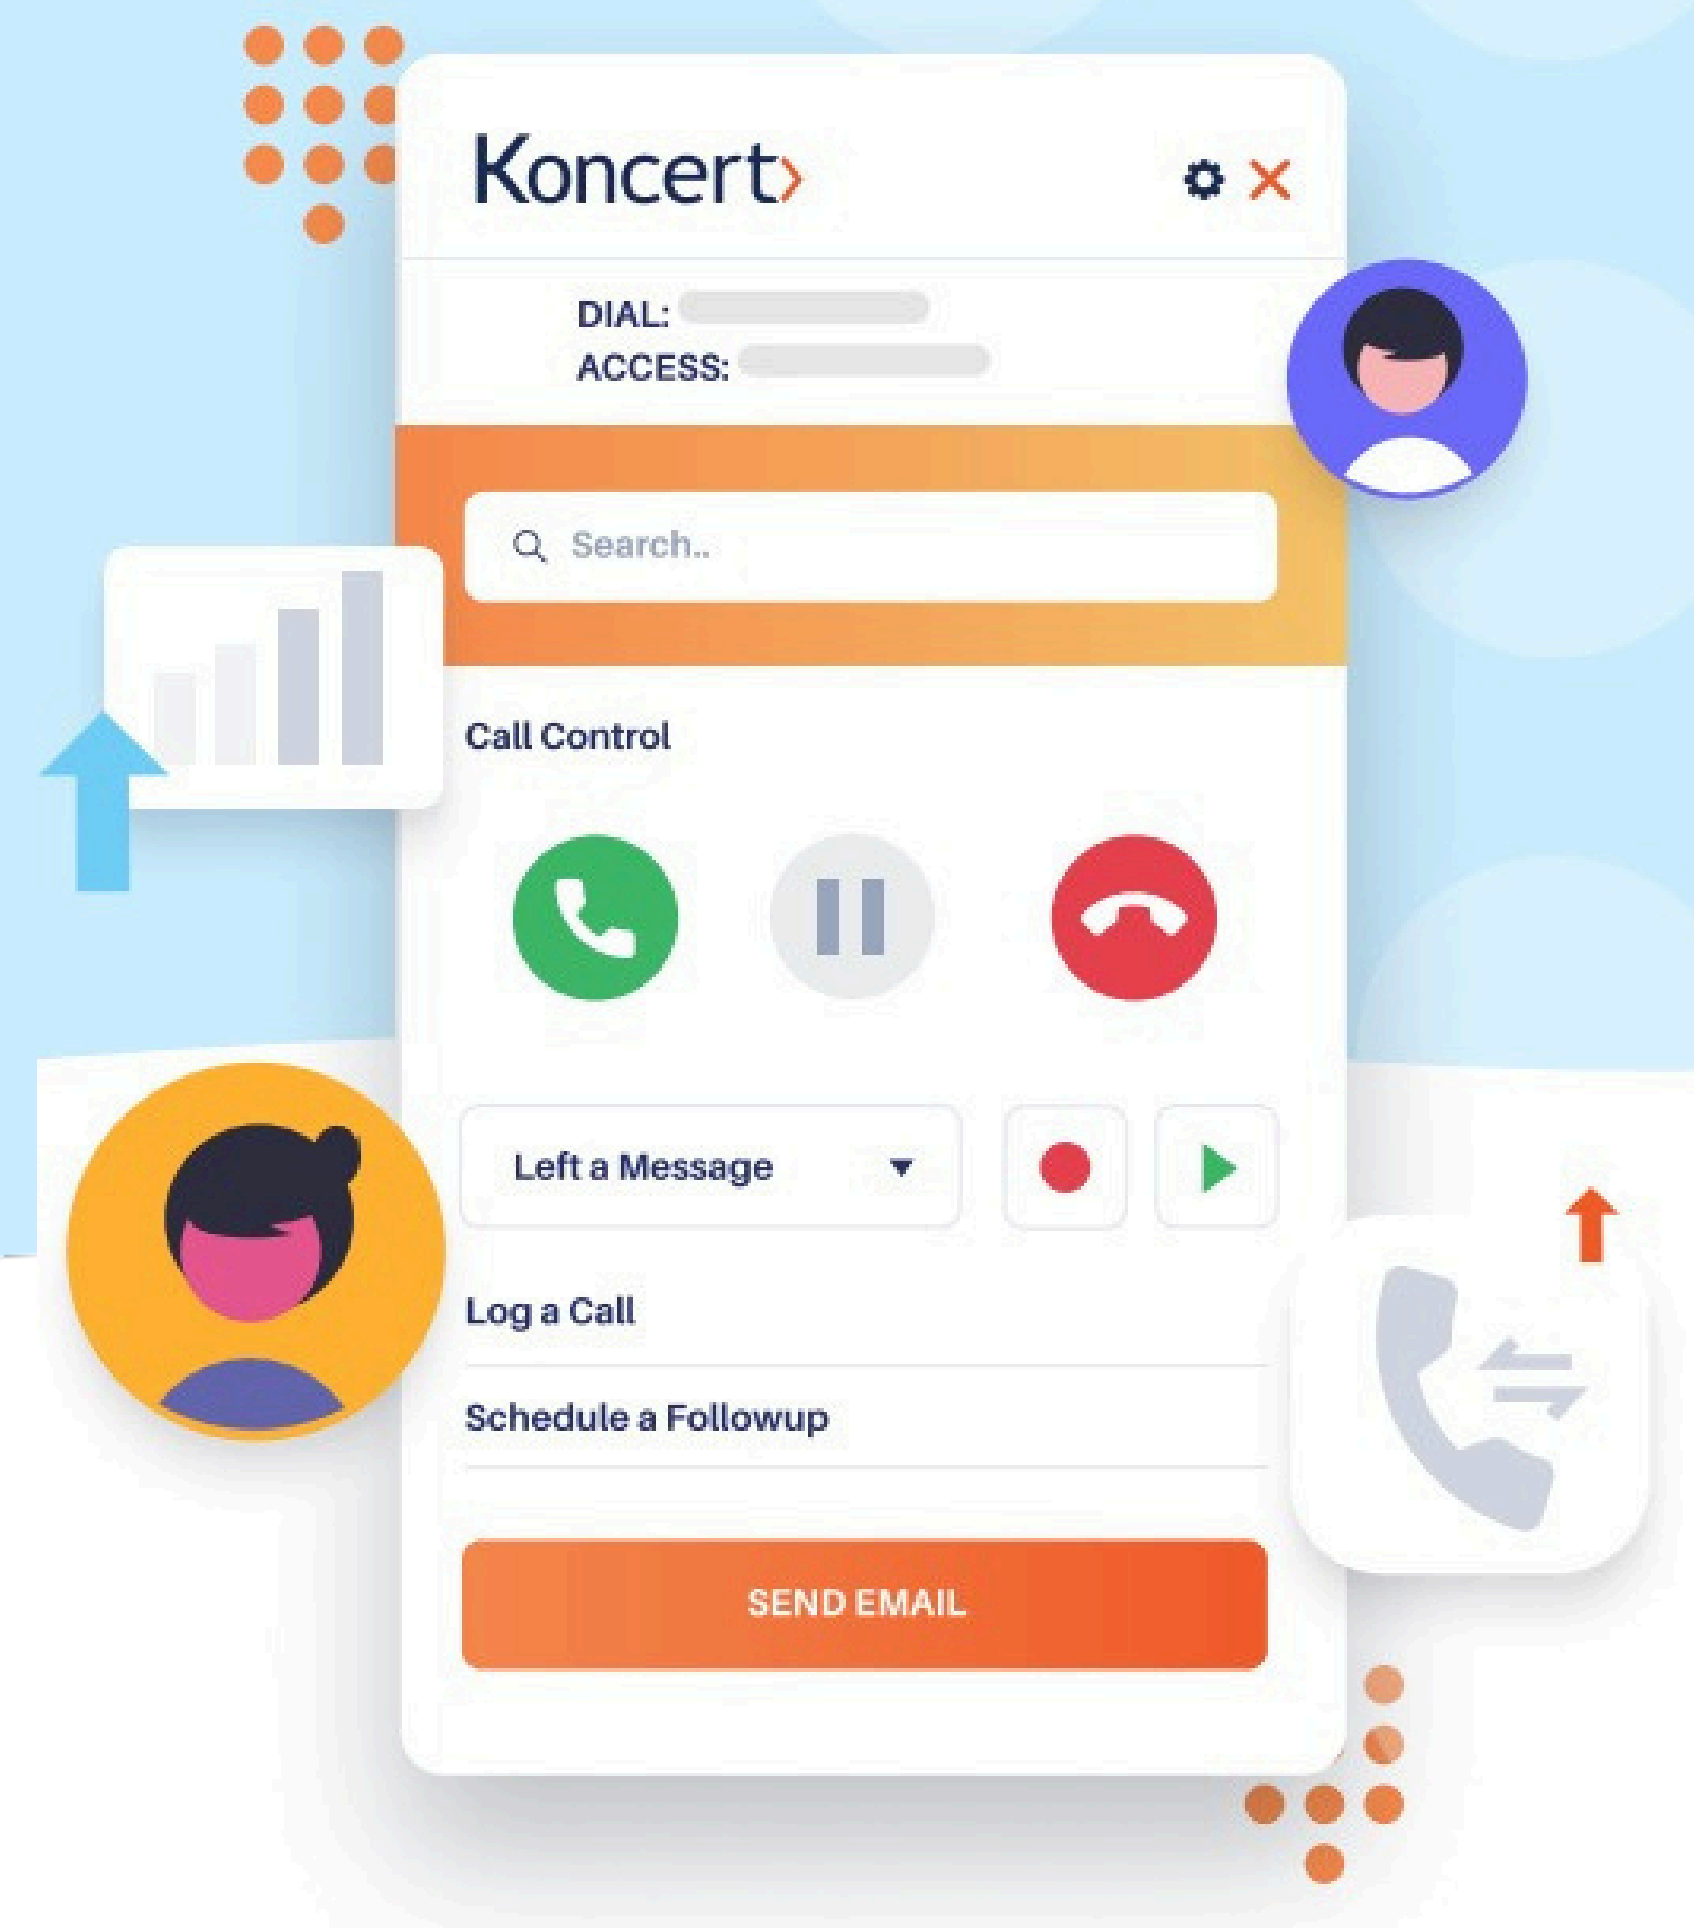 Koncert
DIAL:
ACCESS:
Search..
Call Control
Left a Message
Log a Call
Schedule a Followup
SEND EMAIL